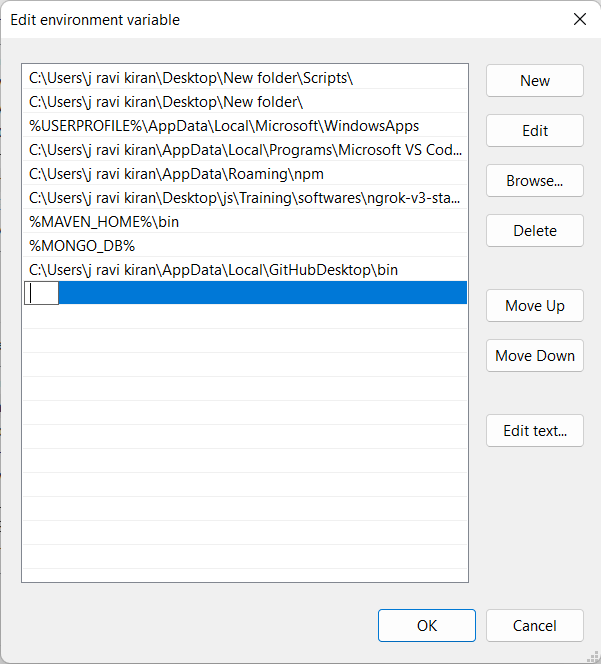 Edit environment variable
C:\Users\j ravi kiran\Desktop\New folder\Scripts\
C:\Users\j ravi kiran\Desktop\New folder\
%USERPROFILE%\AppData\Local\Microsoft\WindowsApps
C:\Users\j ravi kiran\AppData\Local\Programs\Microsoft VS Cod...
C:\Users\j ravi kiran\AppData\Roaming\npm
C:\Users\j ravi kiran\Desktop\js\Training\softwares\ngrok-v3-sta...
%MAVEN_HOME%\bin
%MONGO_DB%
C:\Users\j ravi kiran\AppData\Local\GitHubDesktop\bin
New
Edit
Browse...
Delete
Move Up
Move Down
Edit text...
OK
Cancel